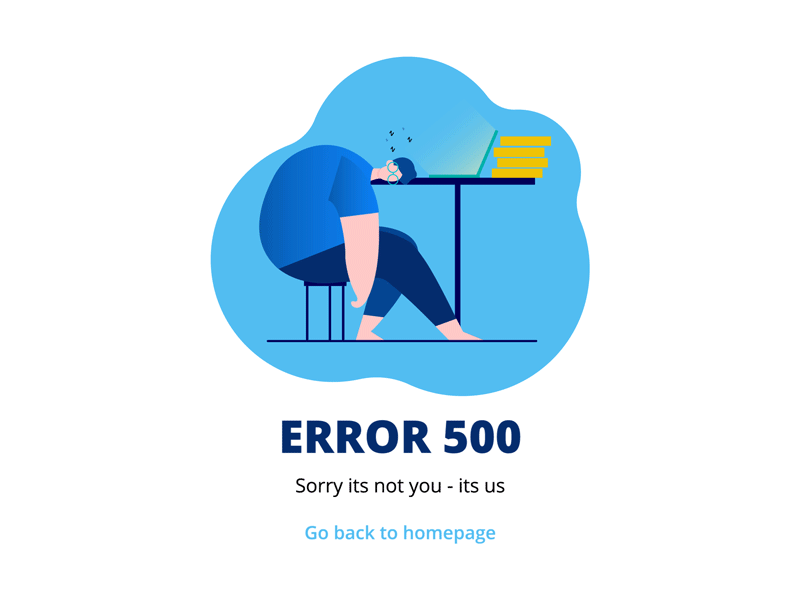 z
z
z
ERROR 500
Sorry its not you - its us
Go back to homepage